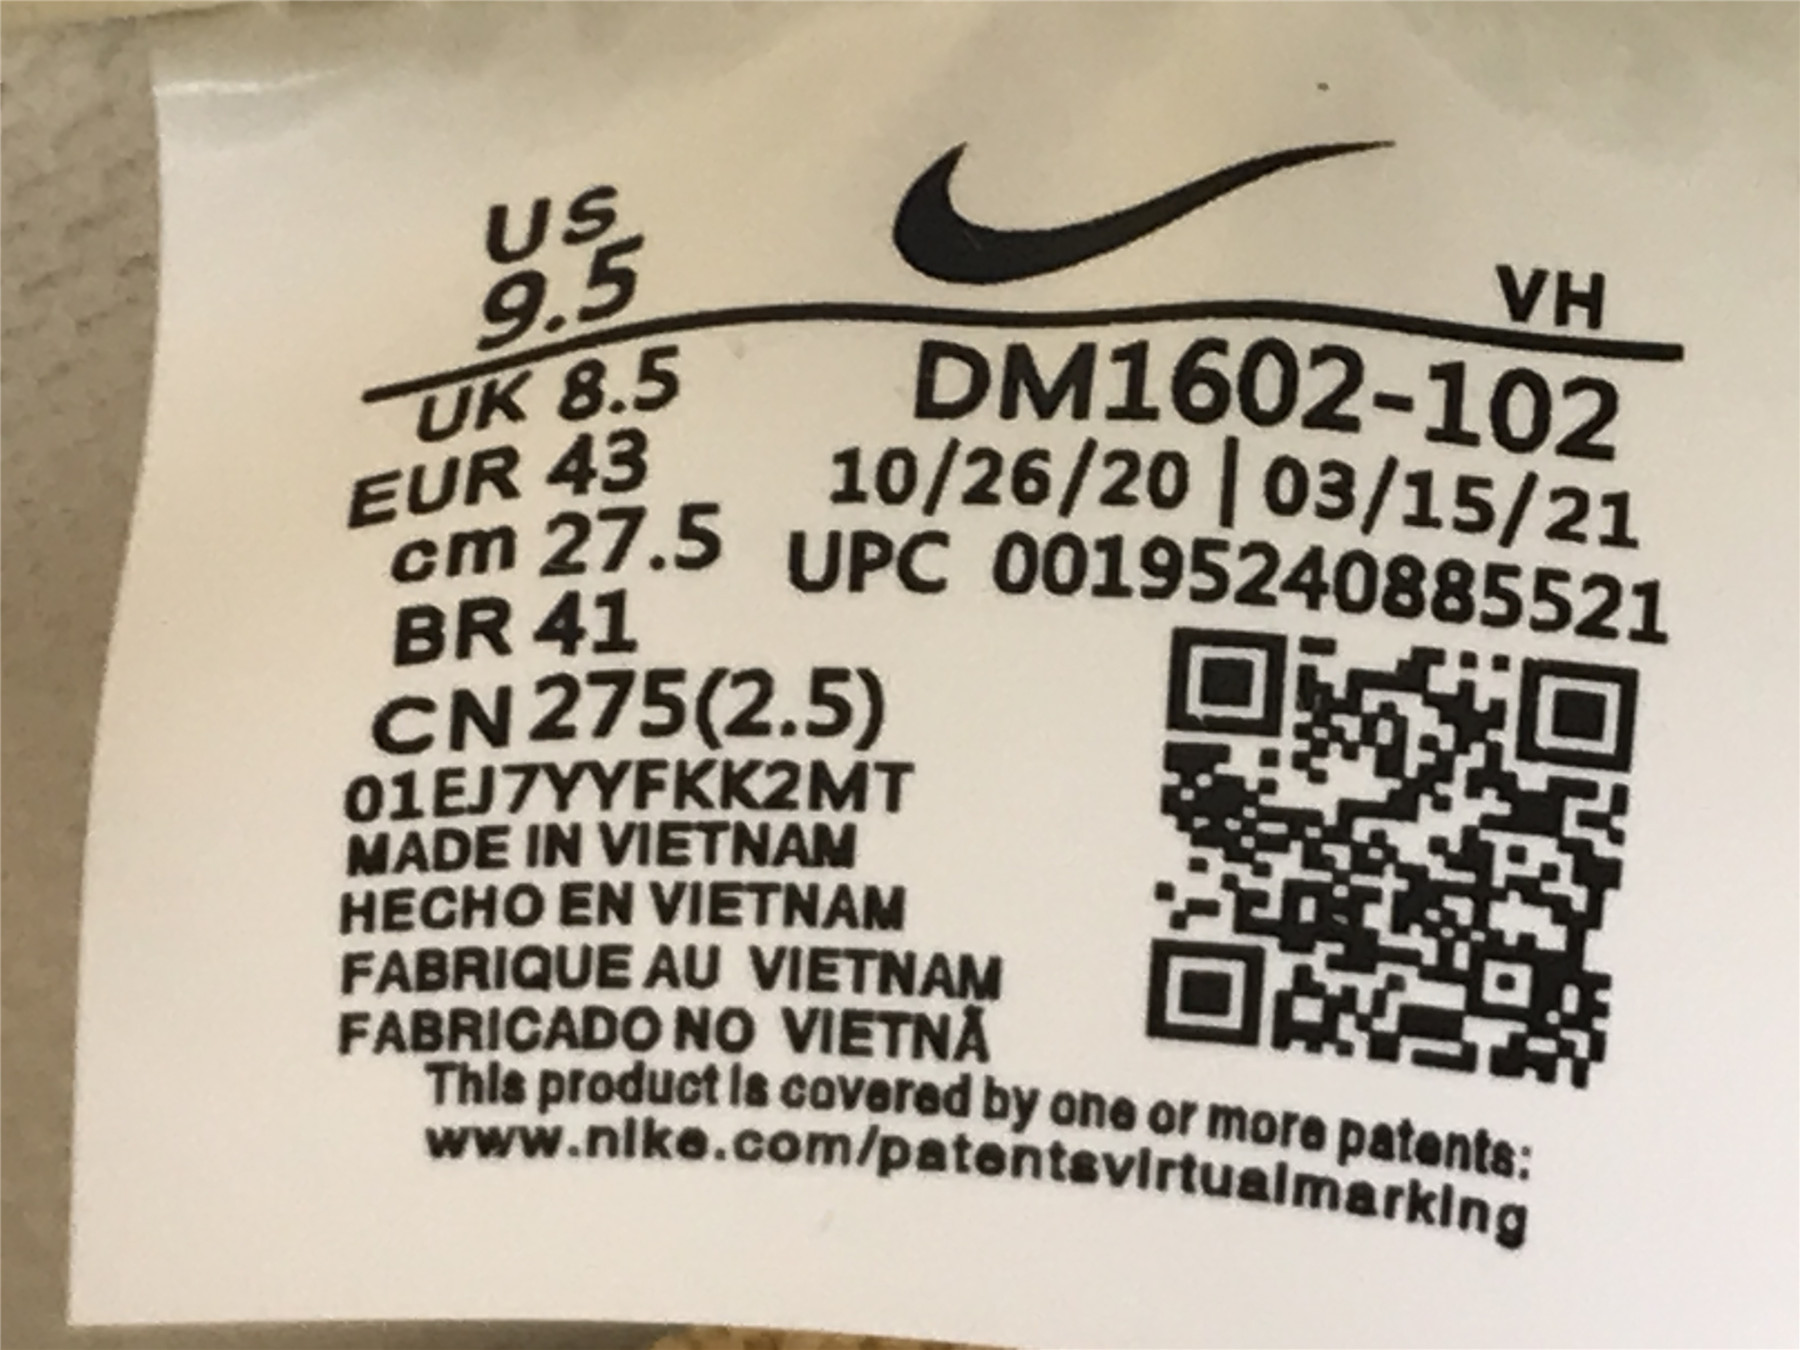 US
9.5
VH
UK 8.5
EUR 43
cm 27.5
BR 41
CN 275(2.5)
DM1602-102
10/26/20 | 03/15/21
UPC 00195240885521
01EJ7YYFKK2MT
MADE IN VIETNAM
HECHO EN VIETNAM
FABRIQUE AU VIETNAM
FABRICADO NO VIETNÃ
This product is covered by one or more patents:
www.nike.com/patentsvirtualmarking